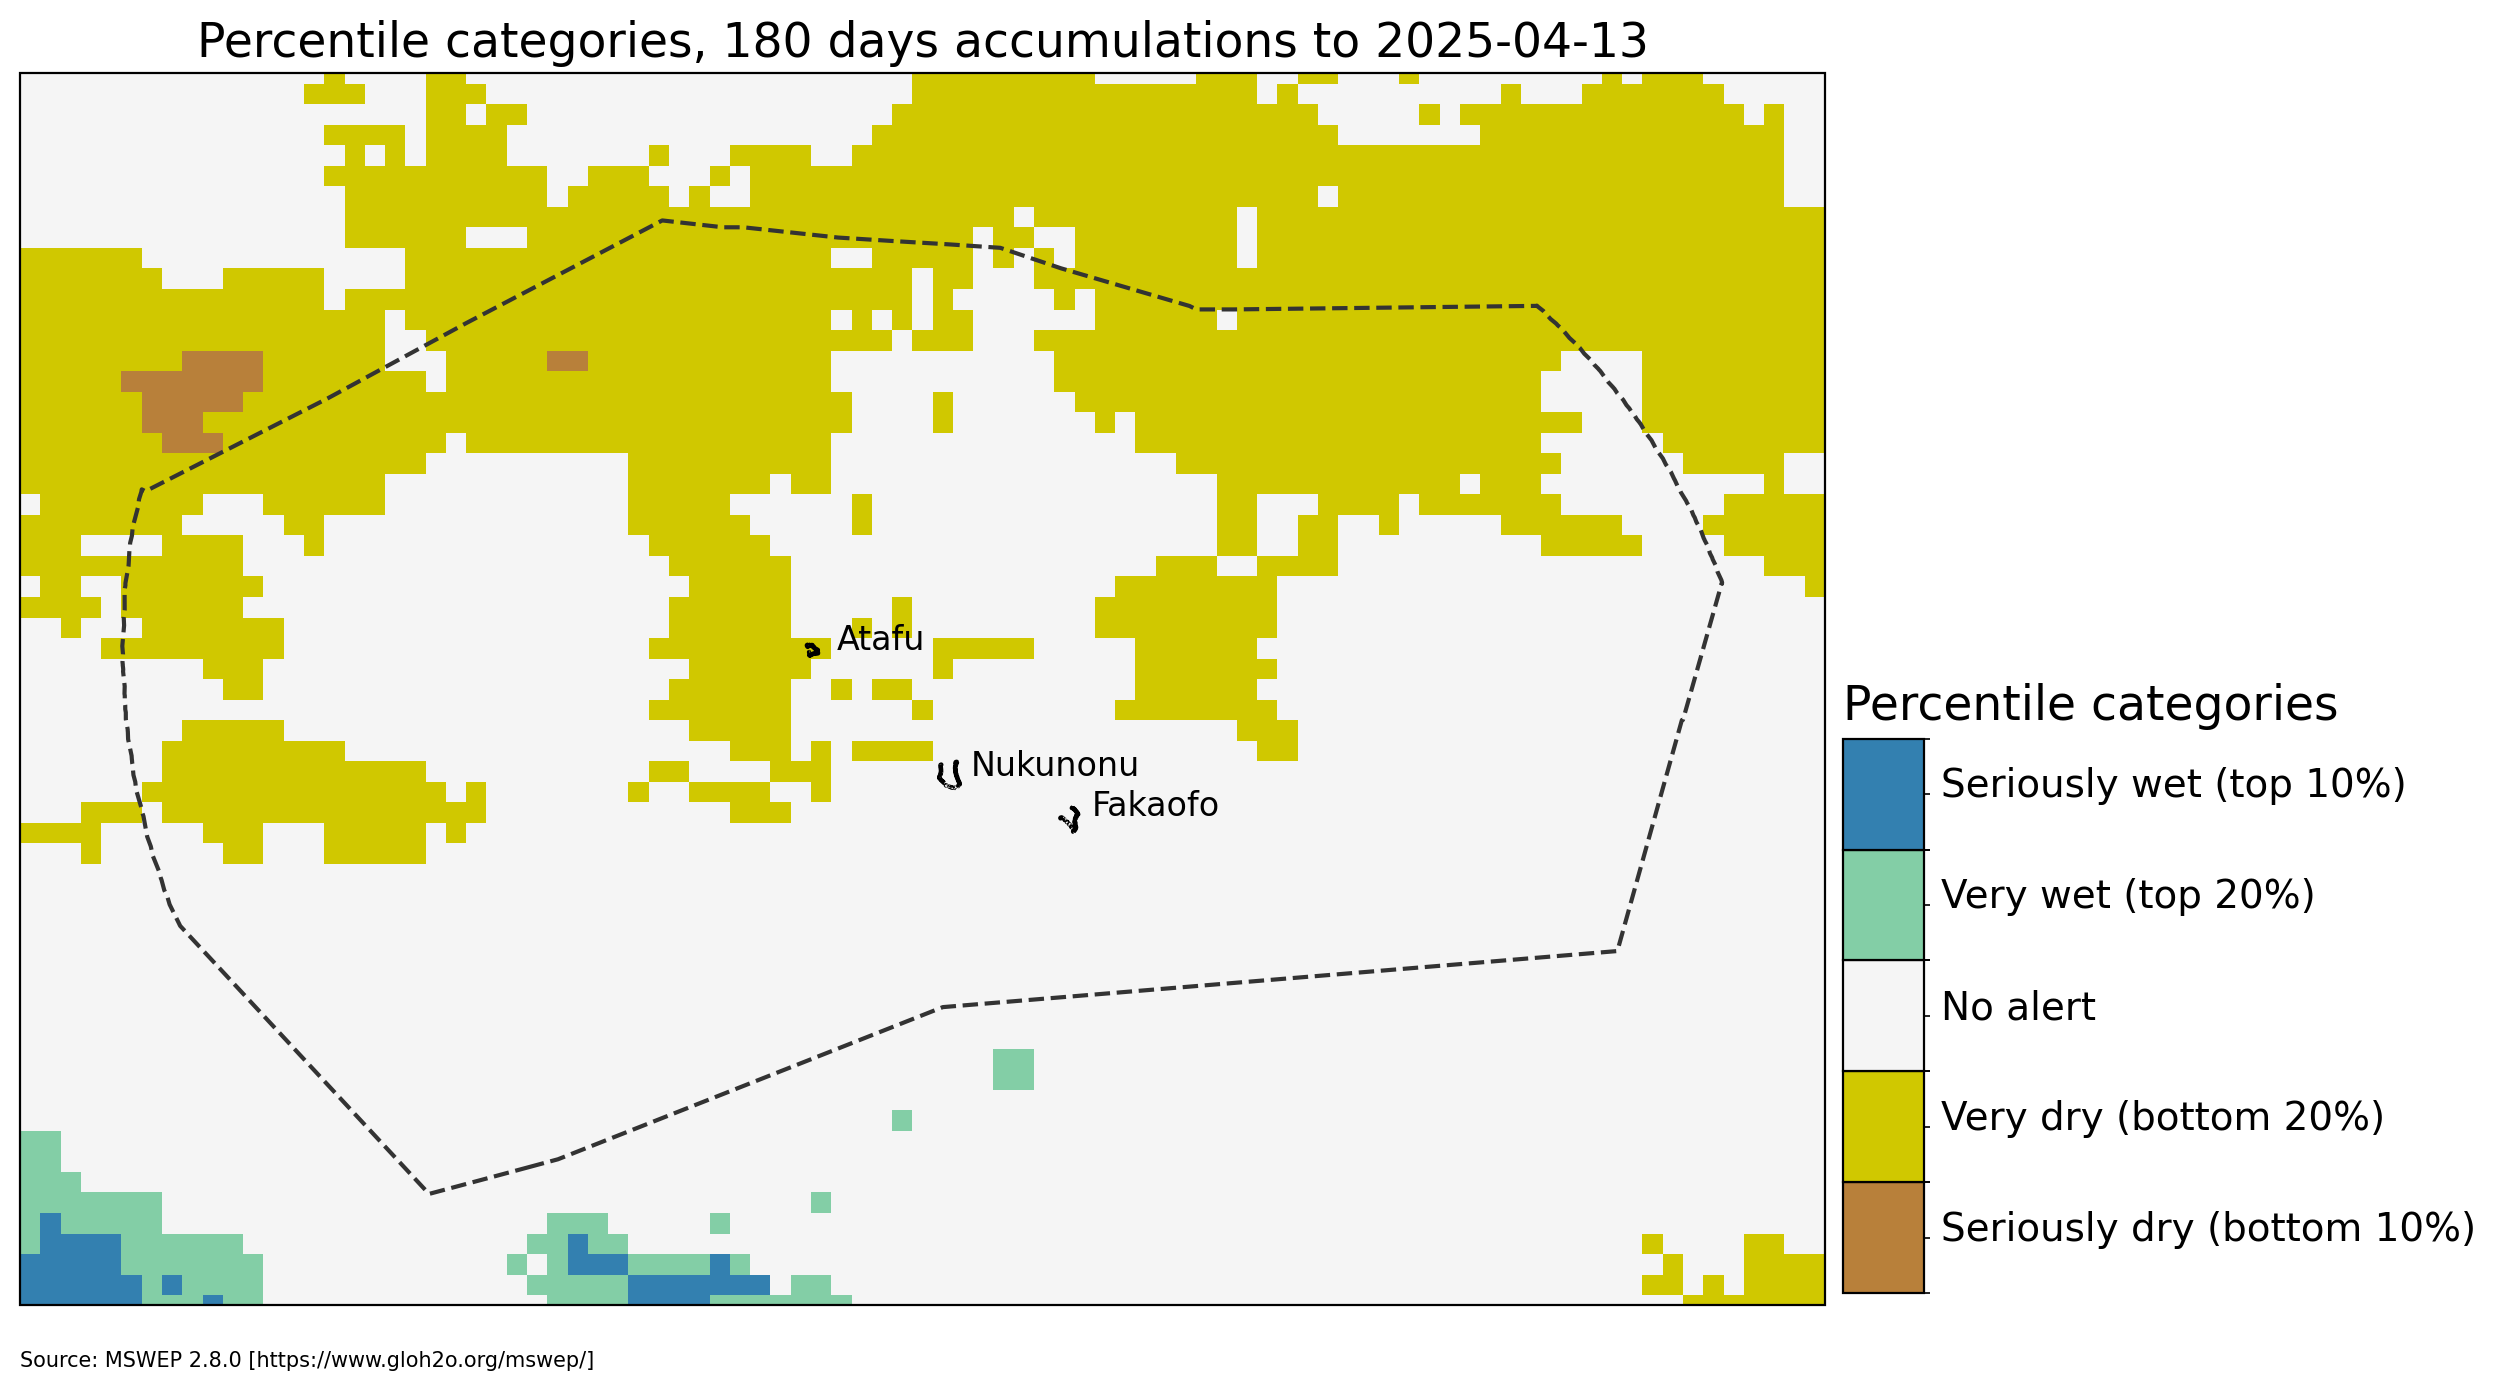 Percentile categories, 180 days accumulations to 2025-04-13
Atafu
Nukunonu
Fakaofo
Percentile categories
Seriously wet (top 10%)
Very wet (top 20%)
No alert
Very dry (bottom 20%)
Seriously dry (bottom 10%)
Source: MSWEP 2.8.0 [https://www.gloh2o.org/mswep/]